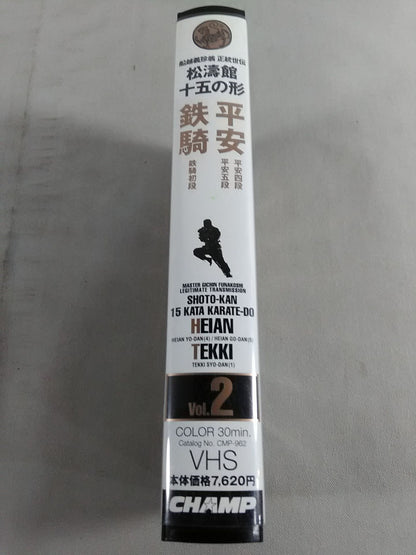 船越義珍翁 正統世伝
松濤館
十五の形
平安
平安四段
平安五段
鉄騎
鉄騎初段
MASTER GICHIN FUNAKOSHI
LEGITIMATE TRANSMISSION
SHOTO-KAN
15 KATA KARATE-DO
HEIAN
HEIAN YO-DAN(4) / HEIAN GO-DAN(5)
TEKKI
TEKKI SYO-DAN(1)
Vol.2
COLOR 30min.
Catalog No. CMP-962
VHS
本体価格7,620円
CHAMP